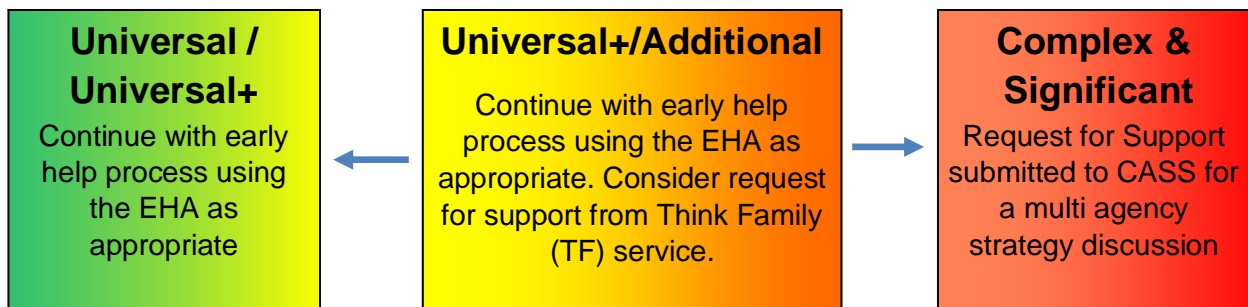 Universal /
Universal+
Continue with early
help process using
the EHA as
appropriate
Universal+/Additional
Continue with early help
process using the EHA as
appropriate. Consider request
for support from Think Family
(TF) service.
Complex &
Significant
Request for Support
submitted to CASS for
a multi agency
strategy discussion